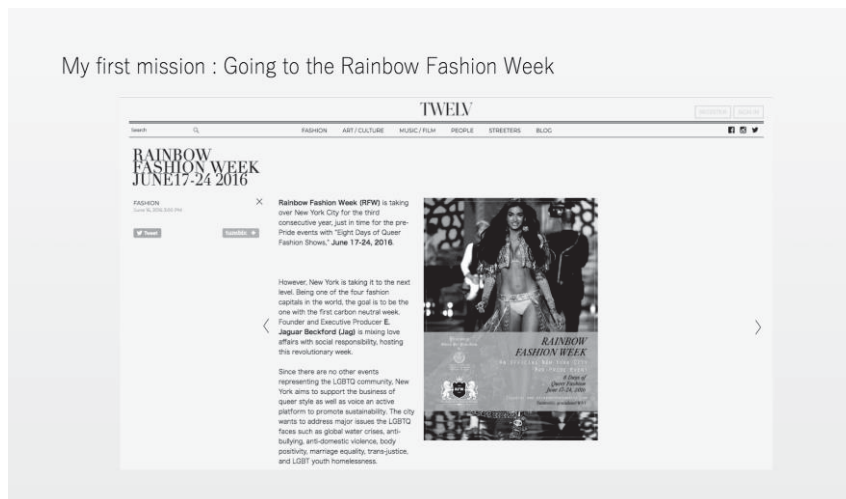 My first mission : Going to the Rainbow Fashion Week
TWELV
Search
FASHION ART / CULTURE MUSIC / FILM PEOPLE STREETERS BLOG
RAINBOW
FASHION WEEK
JUNE17-24 2016
FASHION
June 16, 2016,
Tweet
Rainbow Fashion Week (RFW) is taking
over New York City for the third
consecutive year, just in time for the pre-
Pride events with "Eight Days of Queer
Fashion Shows," June 17-24, 2016.
However, New York is taking it to the next
level. Being one of the four fashion
capitals in the world, the goal is to be the
one with the first carbon neutral week.
Founder and Executive Producer E.
Jaguar Beckford (Jag) is mixing love
affairs with social responsibility, hosting
this revolutionary week.
Since there are no other events
representing the LGBTQ community, New
York aims to support the business of
queer style as well as voice an active
platform to promote sustainability. The city
wants to address major issues the LGBTQ
faces such as global water crises, anti-
bullying, anti-domestic violence, body
positivity, marriage equality, trans-justice,
and LGBT youth homelessness.
RAINBOW
FASHION WEEK
8 Days of
Queer Fashion
June 17-24, 2016